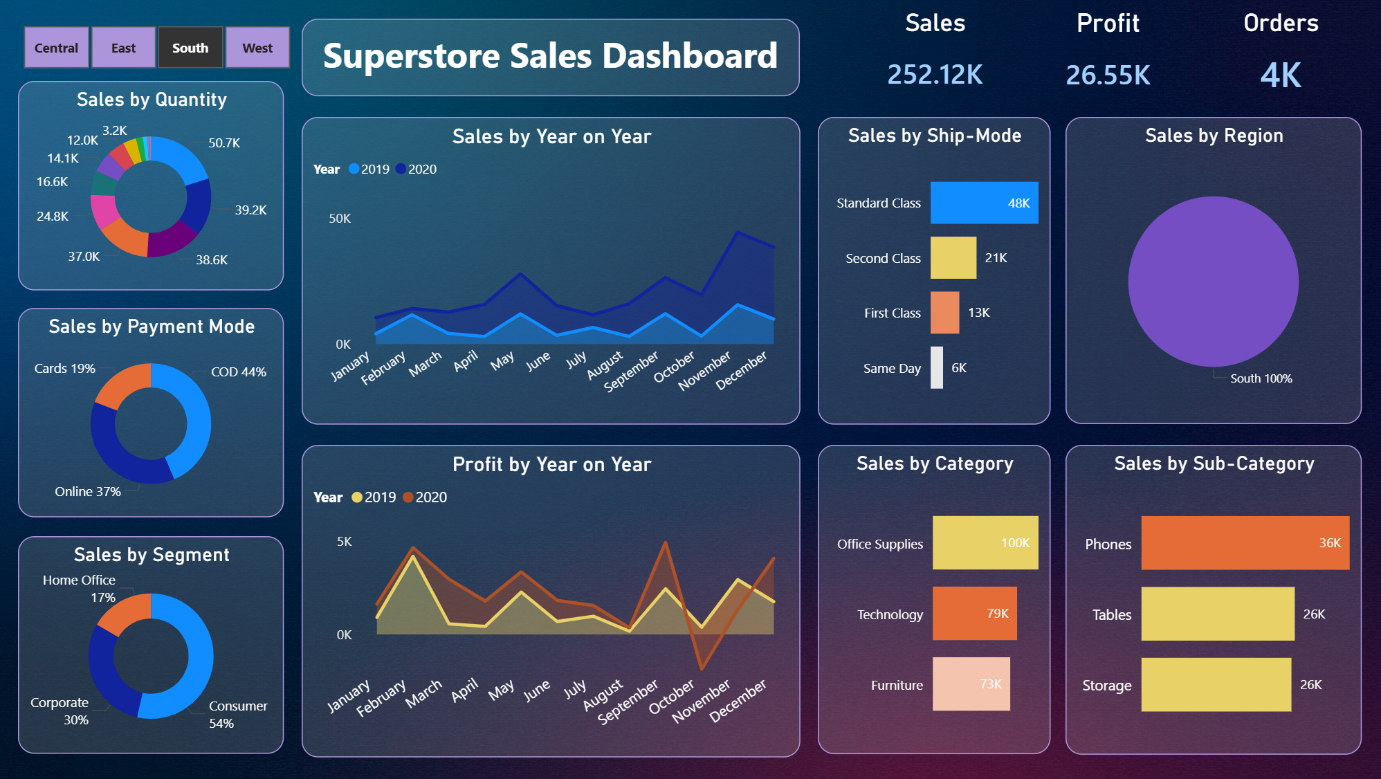 Central
East
South
West
Superstore Sales Dashboard
Sales
252.12K
Profit
26.55K
Orders
4K
Sales by Quantity
3.2K
12.0K
14.1K
16.6K
24.8K
37.0K
50.7K
39.2K
38.6K
Sales by Payment Mode
Cards 19%
COD 44%
Online 37%
Sales by Segment
Home Office
17%
Corporate
30%
Consumer
54%
Sales by Year on Year
Year 2019 2020
50K
0K
January
February
March
April
May
June
July
August
September
October
November
December
Profit by Year on Year
Year 2019 2020
5K
0K
January
February
March
April
May
June
July
August
September
October
November
December
Sales by Ship-Mode
Standard Class 48K
Second Class 21K
First Class 13K
Same Day 6K
Sales by Region
South 100%
Sales by Category
Office Supplies 100K
Technology 79K
Furniture 73K
Sales by Sub-Category
Phones 36K
Tables 26K
Storage 26K